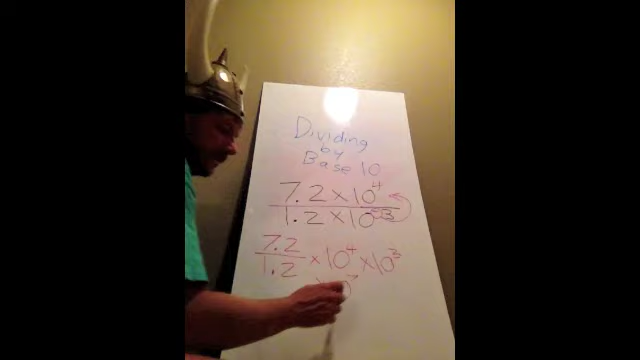 Dividing
by
Base 10
7.2 × 10⁴
1.2 × 10⁻³
7.2 / 1.2 × 10⁴ × 10³